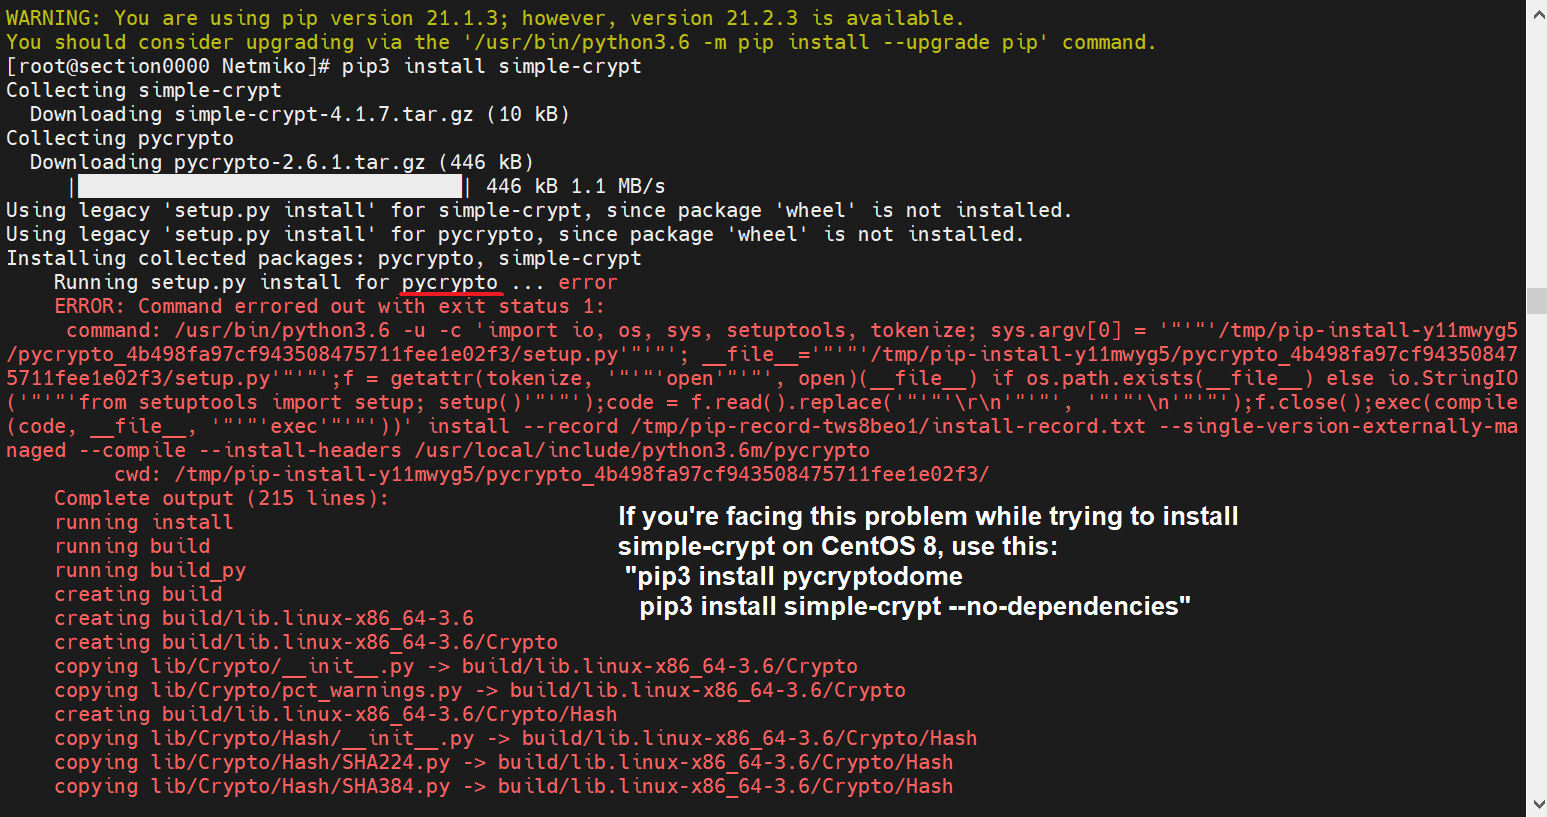 WARNING: You are using pip version 21.1.3; however, version 21.2.3 is available.
You should consider upgrading via the '/usr/bin/python3.6 -m pip install --upgrade pip' command.
[root@section0000 Netmiko]# pip3 install simple-crypt
Collecting simple-crypt
  Downloading simple-crypt-4.1.7.tar.gz (10 kB)
Collecting pycrypto
  Downloading pycrypto-2.6.1.tar.gz (446 kB)
     |████████████████████████████████| 446 kB 1.1 MB/s
Using legacy 'setup.py install' for simple-crypt, since package 'wheel' is not installed.
Using legacy 'setup.py install' for pycrypto, since package 'wheel' is not installed.
Installing collected packages: pycrypto, simple-crypt
    Running setup.py install for pycrypto ... error
    ERROR: Command errored out with exit status 1:
     command: /usr/bin/python3.6 -u -c 'import io, os, sys, setuptools, tokenize; sys.argv[0] = '"'"'/tmp/pip-install-y11mwyg5
/pycrypto_4b498fa97cf943508475711fee1e02f3/setup.py'"'"'; __file__='"'"'/tmp/pip-install-y11mwyg5/pycrypto_4b498fa97cf94350847
5711fee1e02f3/setup.py'"'"';f = getattr(tokenize, '"'"'open'"'"', open)(__file__) if os.path.exists(__file__) else io.StringIO
('"'"'from setuptools import setup; setup()'"'"');code = f.read().replace('"'"'\r\n'"'"', '"'"'\n'"'"');f.close();exec(compile
(code, __file__, '"'"'exec'"'"'))' install --record /tmp/pip-record-tws8beo1/install-record.txt --single-version-externally-ma
naged --compile --install-headers /usr/local/include/python3.6m/pycrypto
         cwd: /tmp/pip-install-y11mwyg5/pycrypto_4b498fa97cf943508475711fee1e02f3/
    Complete output (215 lines):
    running install
    running build
    running build_py
    creating build
    creating build/lib.linux-x86_64-3.6
    creating build/lib.linux-x86_64-3.6/Crypto
    copying lib/Crypto/__init__.py -> build/lib.linux-x86_64-3.6/Crypto
    copying lib/Crypto/pct_warnings.py -> build/lib.linux-x86_64-3.6/Crypto
    creating build/lib.linux-x86_64-3.6/Crypto/Hash
    copying lib/Crypto/Hash/__init__.py -> build/lib.linux-x86_64-3.6/Crypto/Hash
    copying lib/Crypto/Hash/SHA224.py -> build/lib.linux-x86_64-3.6/Crypto/Hash
    copying lib/Crypto/Hash/SHA384.py -> build/lib.linux-x86_64-3.6/Crypto/Hash
If you're facing this problem while trying to install
simple-crypt on CentOS 8, use this:
"pip3 install pycryptodome
pip3 install simple-crypt --no-dependencies"